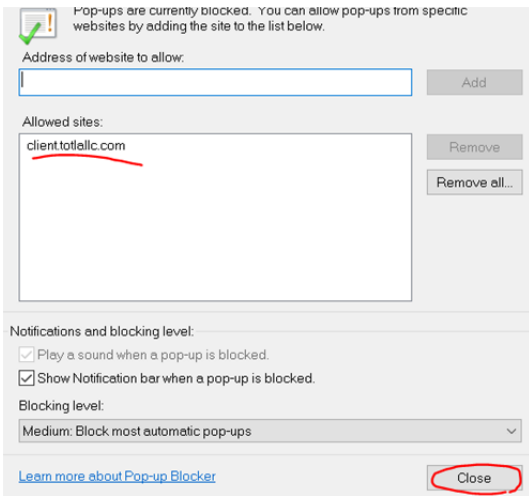 Pop-ups are currently blocked. You can allow pop-ups from specific
websites by adding the site to the list below.
Address of website to allow:
Add
Allowed sites:
client.totlallc.com
Remove
Remove all...
Notifications and blocking level:
Play a sound when a pop-up is blocked.
Show Notification bar when a pop-up is blocked.
Blocking level:
Medium: Block most automatic pop-ups
Learn more about Pop-up Blocker
Close